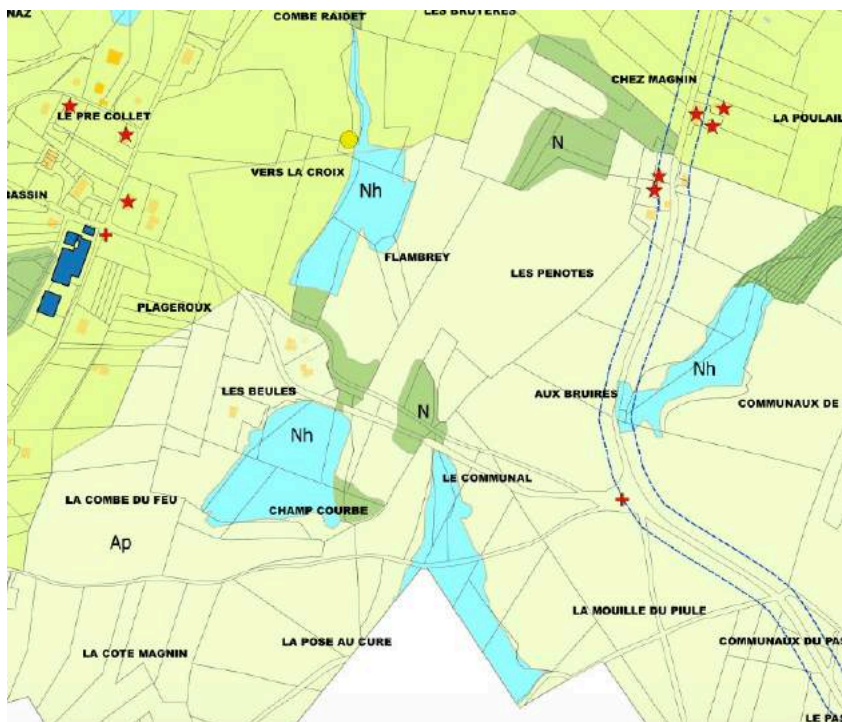 NAZ
COMBE RAIDET
LES BRUYERES
CHEZ MAGNIN
LE PRE COLLET
LA POULAIL
N
VERS LA CROIX
BASSIN
Nh
FLAMBREY
LES PENOTES
PLAGEROUX
Nh
LES BEULES
AUX BRUIRES
COMMUNAUX DE
N
Nh
LE COMMUNAL
LA COMBE DU FEU
CHAMP COURBE
Ap
LA MOUILLE DU PIULE
LA POSE AU CURE
COMMUNAUX DU PAS
LA COTE MAGNIN
LE PAS